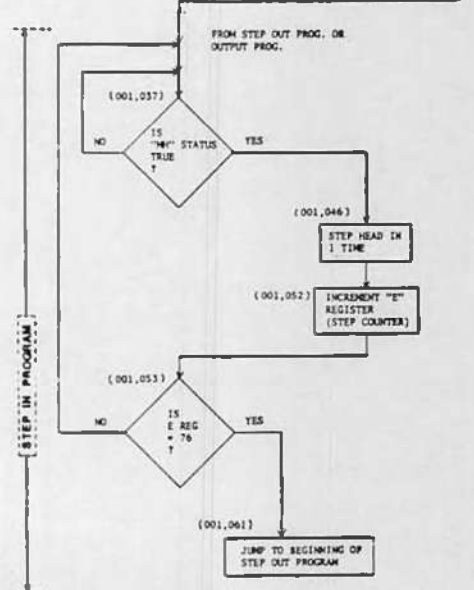 FROM STEP OUT PROG. OR
OUTPUT PROG.
(001,037)
IS
"MH" STATUS
TRUE
?
NO
YES
(001,046)
STEP HEAD IN
1 TIME
(001,052)
INCREMENT "E"
REGISTER
(STEP COUNTER)
STEP IN PROGRAM
(001,053)
IS
E REG
= 76
?
NO
YES
(001,061)
JUMP TO BEGINNING OF
STEP OUT PROGRAM